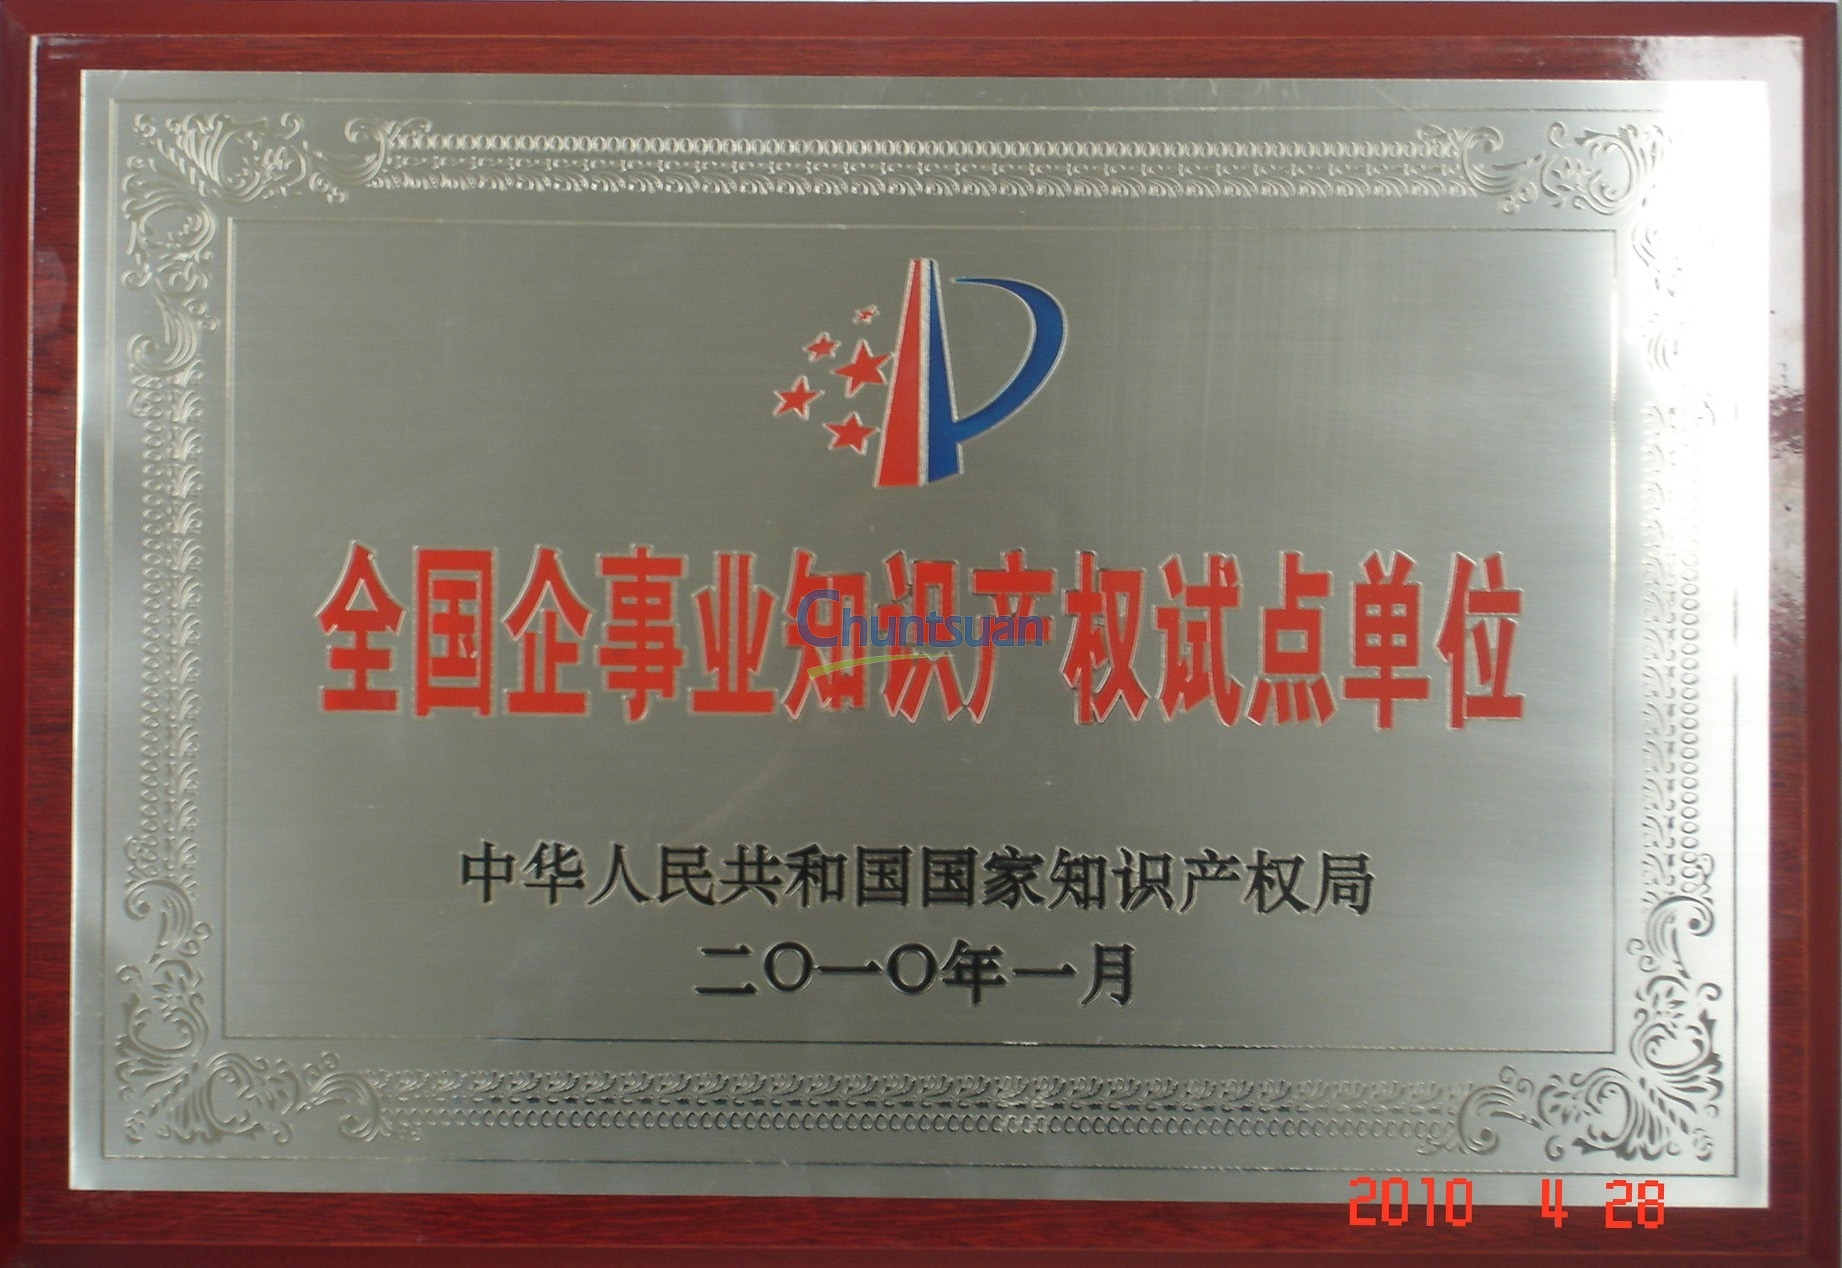 全国企事业知识产权试点单位
Chuntsuan
中华人民共和国国家知识产权局
二〇一〇年一月
2010 4 28